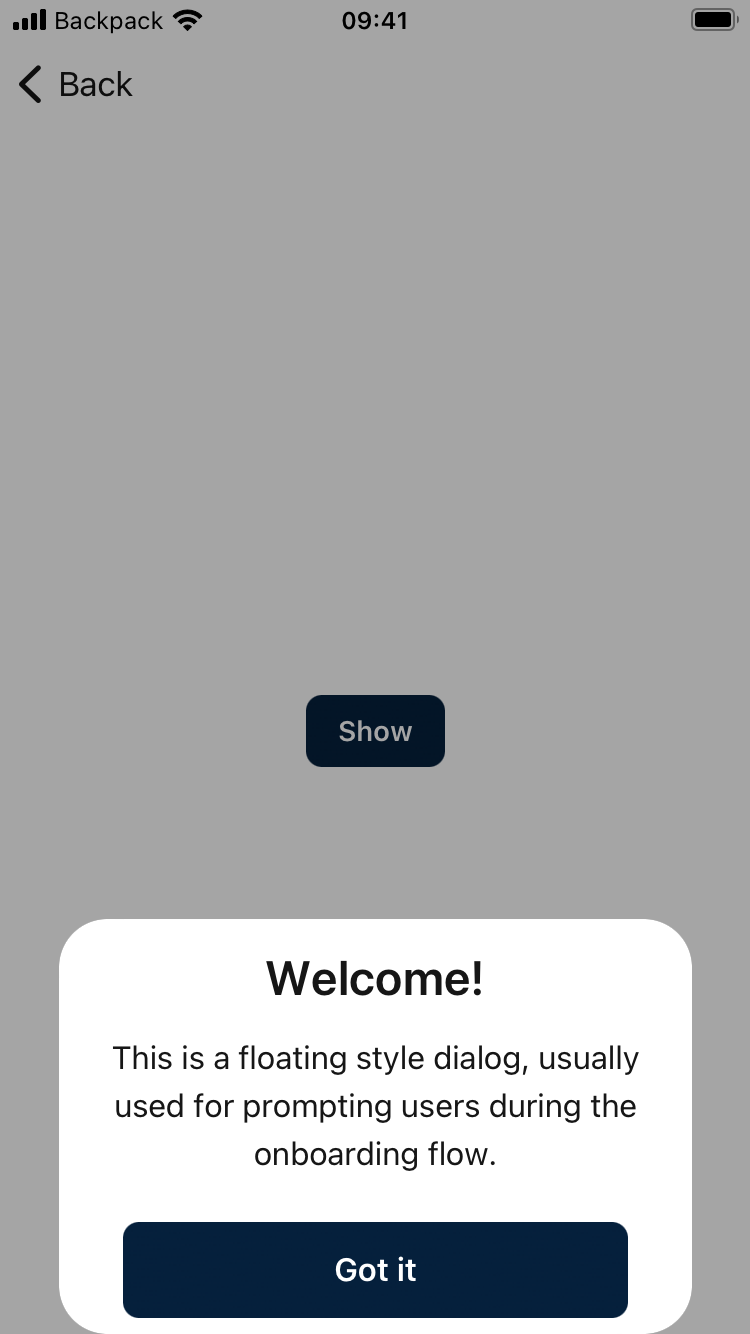 Backpack 09:41
Back
Show
Welcome!
This is a floating style dialog, usually
used for prompting users during the
onboarding flow.
Got it